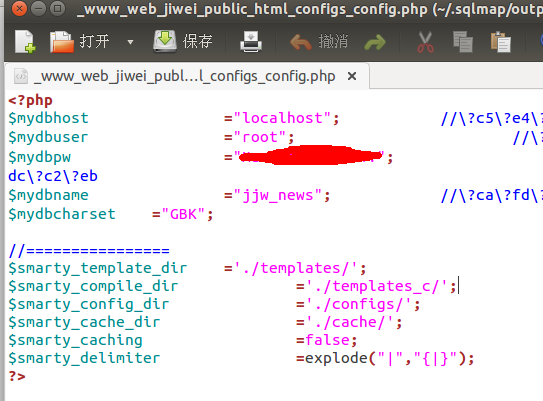 _www_web_jiwei_public_html_configs_config.php (~/.sqlmap/outp
打开 保存 撤消
_www_web_jiwei_publ...l_configs_config.php ×
<?php
$mydbhost ="localhost"; //\?c5\?e4\?
$mydbuser ="root"; //\?
$mydbpw ="";
dc\?c2\?eb
$mydbname ="jjw_news"; //\?ca\?fd\?
$mydbcharset ="GBK";
//================
$smarty_template_dir ='./templates/';
$smarty_compile_dir ='./templates_c/';
$smarty_config_dir ='./configs/';
$smarty_cache_dir ='./cache/';
$smarty_caching =false;
$smarty_delimiter =explode("|","{|}");
?>